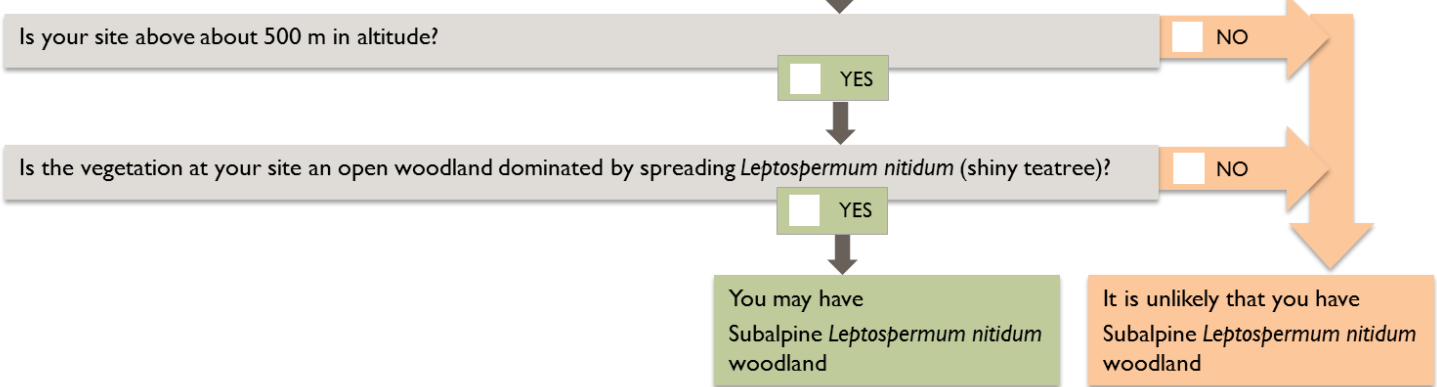 Is your site above about 500 m in altitude?
NO
YES
Is the vegetation at your site an open woodland dominated by spreading Leptospermum nitidum (shiny teatree)?
NO
YES
You may have
Subalpine Leptospermum nitidum
woodland
It is unlikely that you have
Subalpine Leptospermum nitidum
woodland